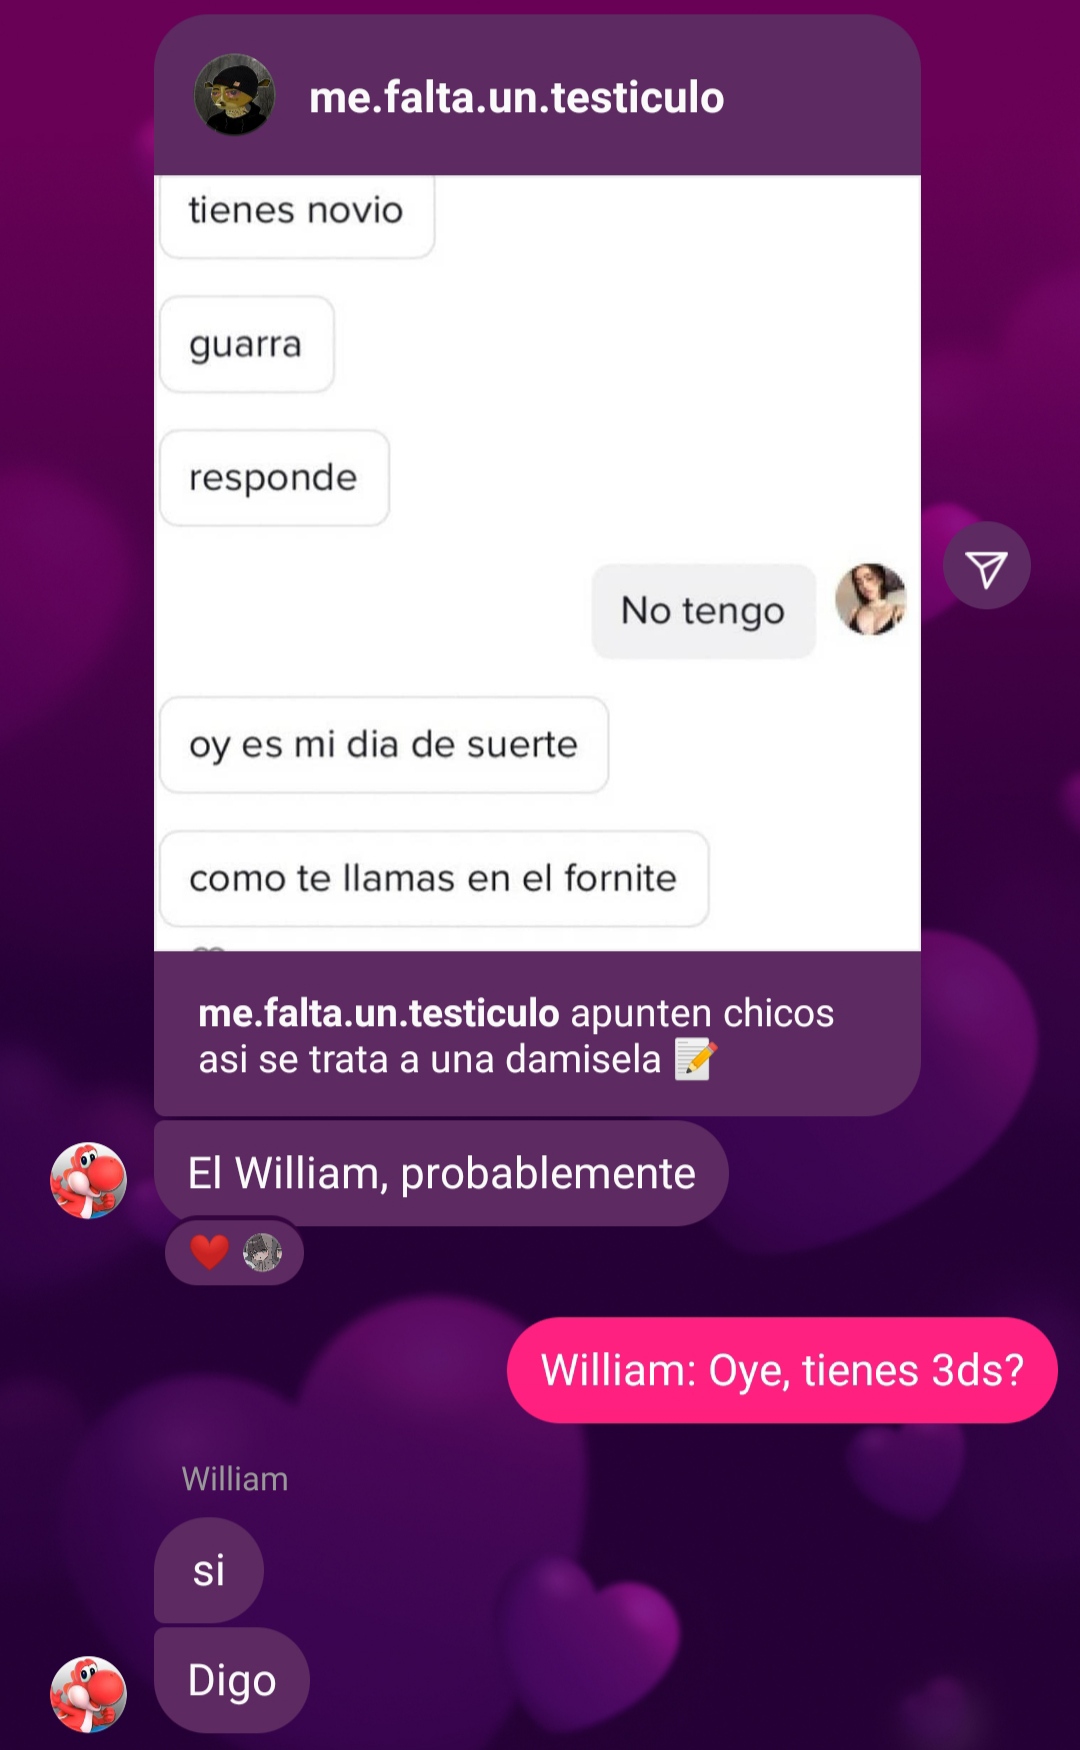 me.falta.un.testiculo
tienes novio
guarra
responde
No tengo
oy es mi dia de suerte
como te llamas en el fornite
me.falta.un.testiculo apunten chicos
asi se trata a una damisela 📝
El William, probablemente
William: Oye, tienes 3ds?
William
si
Digo